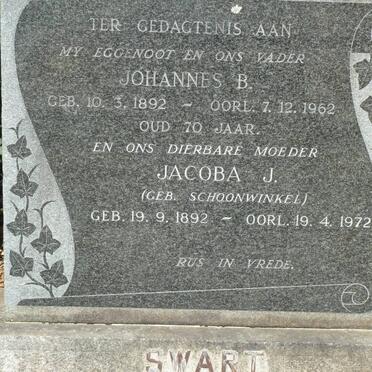 TER GEDAGTENIS AAN
MY EGGENOOT EN ONS VADER
JOHANNES B.
GEB. 10. 3. 1892 - OORL. 7. 12. 1962
OUD 70 JAAR.
EN ONS DIERBARE MOEDER
JACOBA J.
(GEB. SCHOONWINKEL)
GEB. 19. 9. 1892 - OORL. 19. 4. 1972
RUS IN VREDE.
SWART